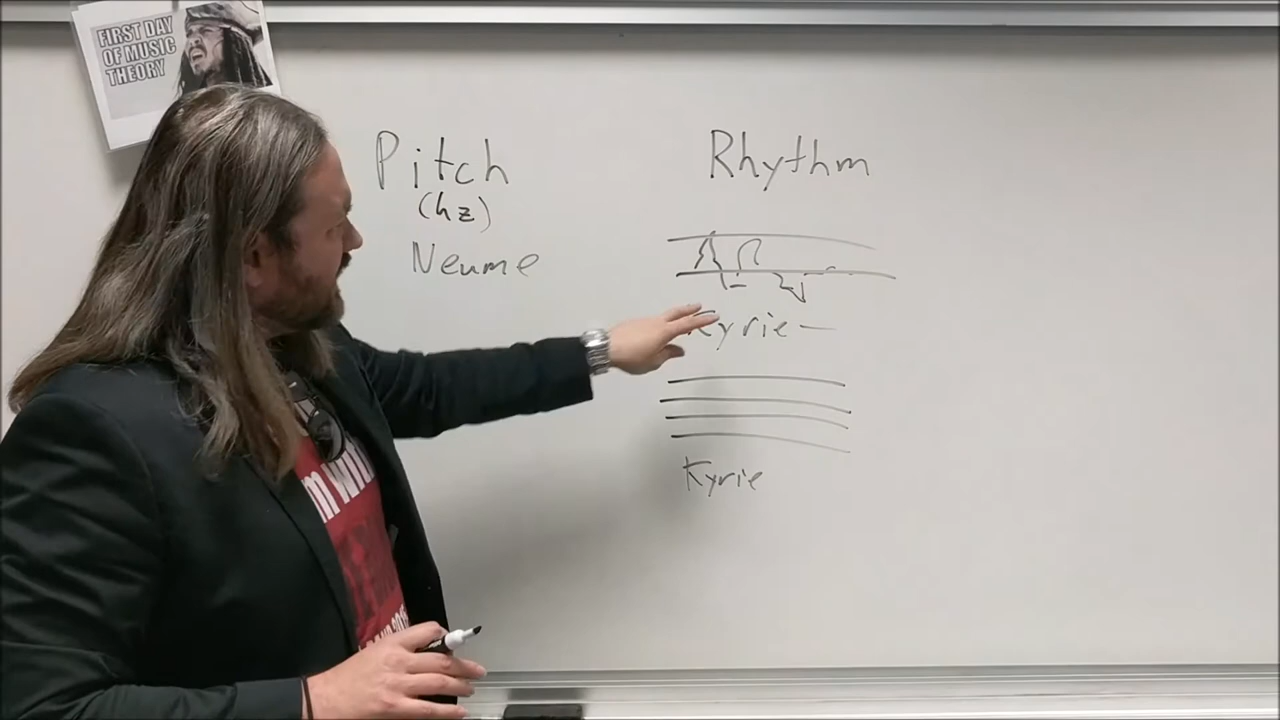 FIRST DAY
OF MUSIC
THEORY
Pitch
(hz)
Neume
Rhythm
Kyrie—
Kyrie